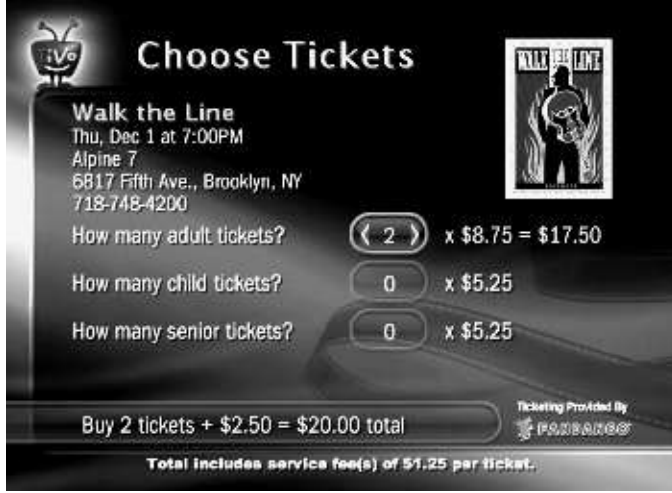 TiVo
Choose Tickets
WALK THE LINE
Walk the Line
Thu, Dec 1 at 7:00PM
Alpine 7
6817 Fifth Ave., Brooklyn, NY
718-748-4200
How many adult tickets? 2 x $8.75 = $17.50
How many child tickets? 0 x $5.25
How many senior tickets? 0 x $5.25
Buy 2 tickets + $2.50 = $20.00 total
Ticketing Provided By
FANDANGO
Total includes service fee(s) of $1.25 per ticket.